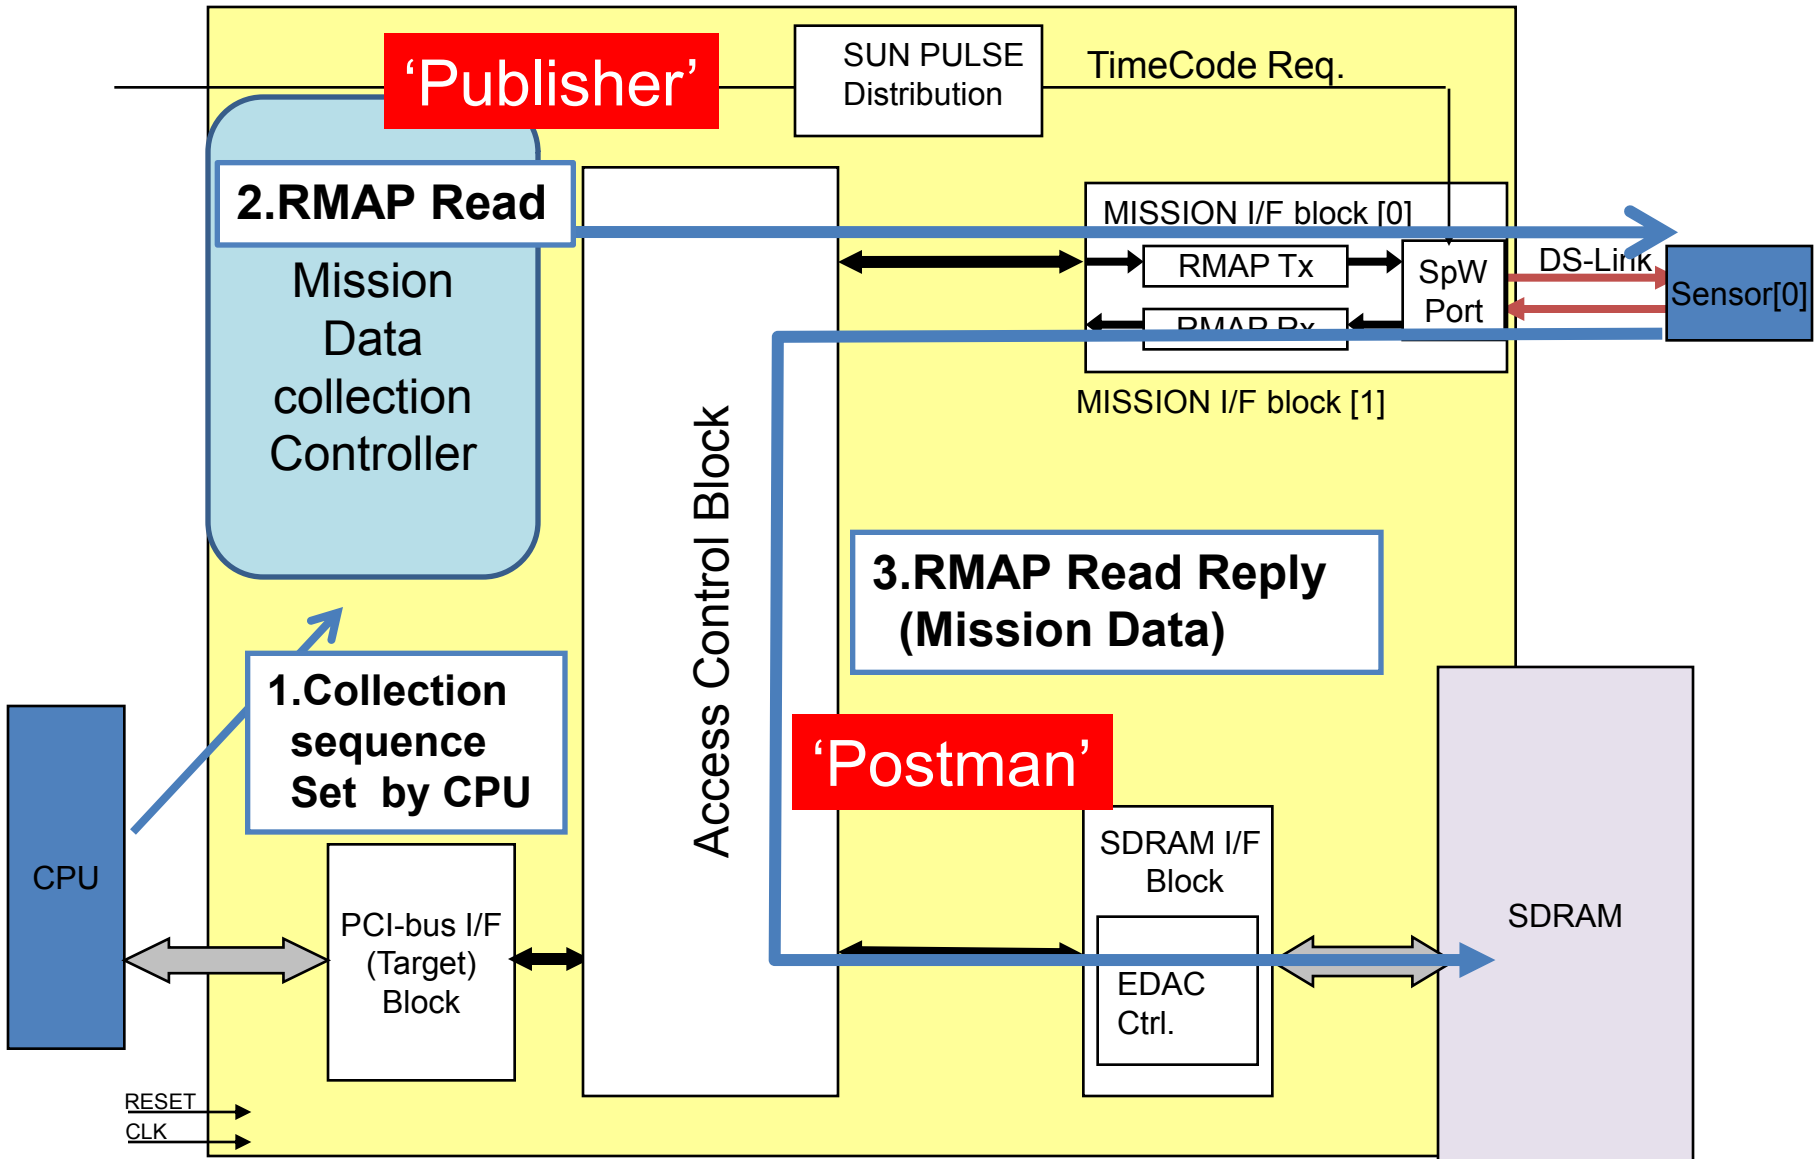 ‘Publisher’
SUN PULSE
Distribution
TimeCode Req.
2.RMAP Read
Mission
Data
collection
Controller
Access Control Block
MISSION I/F block [0]
RMAP Tx
RMAP Rx
SpW
Port
DS-Link
Sensor[0]
MISSION I/F block [1]
3.RMAP Read Reply
(Mission Data)
1.Collection
sequence
Set by CPU
‘Postman’
CPU
PCI-bus I/F
(Target)
Block
SDRAM I/F
Block
EDAC
Ctrl.
SDRAM
RESET
CLK